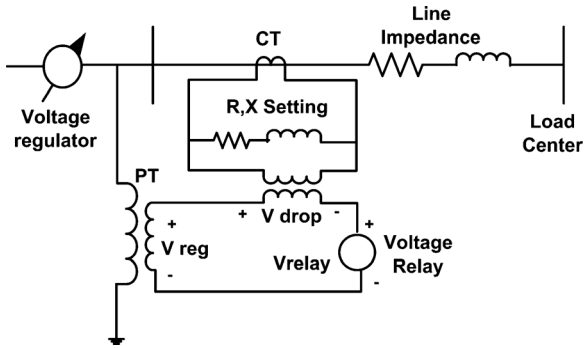 Line
Impedance
CT
R,X Setting
Voltage
regulator
Load
Center
PT
+ V drop -
+
V reg
-
+
Vrelay
Voltage
Relay
-